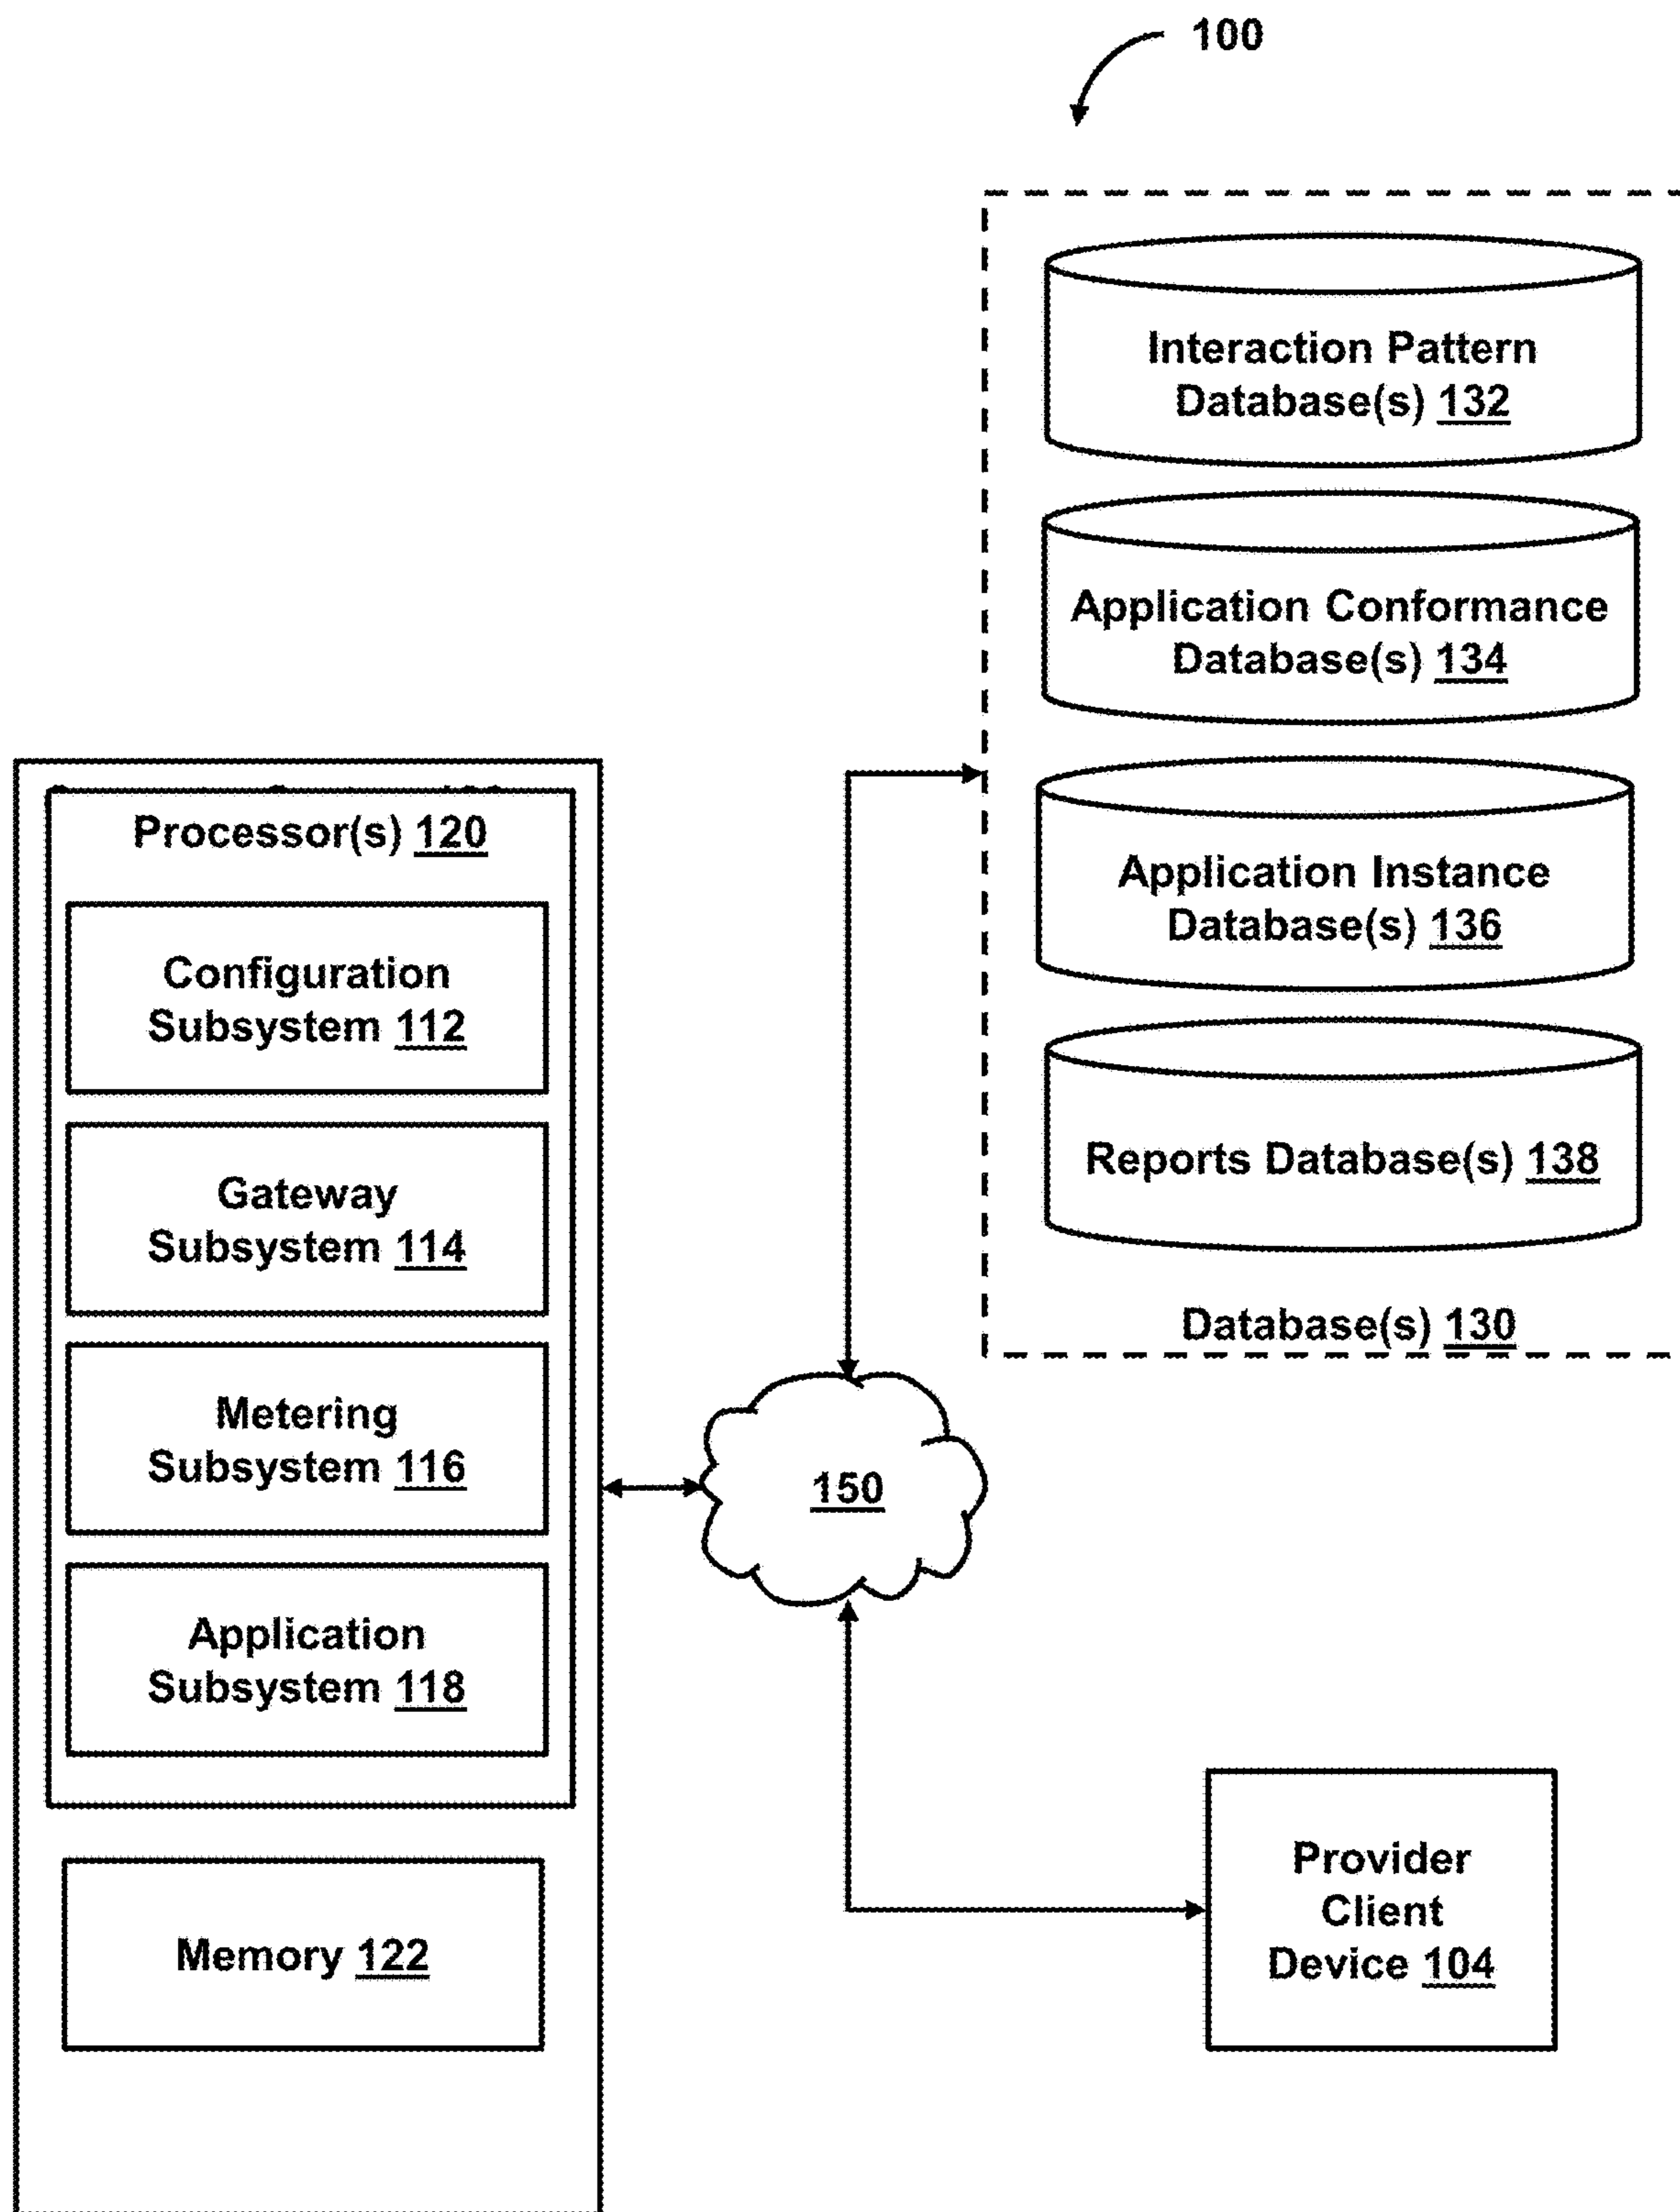 100
Interaction Pattern
Database(s) 132
Application Conformance
Database(s) 134
Application Instance
Database(s) 136
Reports Database(s) 138
Database(s) 130
Processor(s) 120
Configuration
Subsystem 112
Gateway
Subsystem 114
Metering
Subsystem 116
Application
Subsystem 118
Memory 122
150
Provider
Client
Device 104